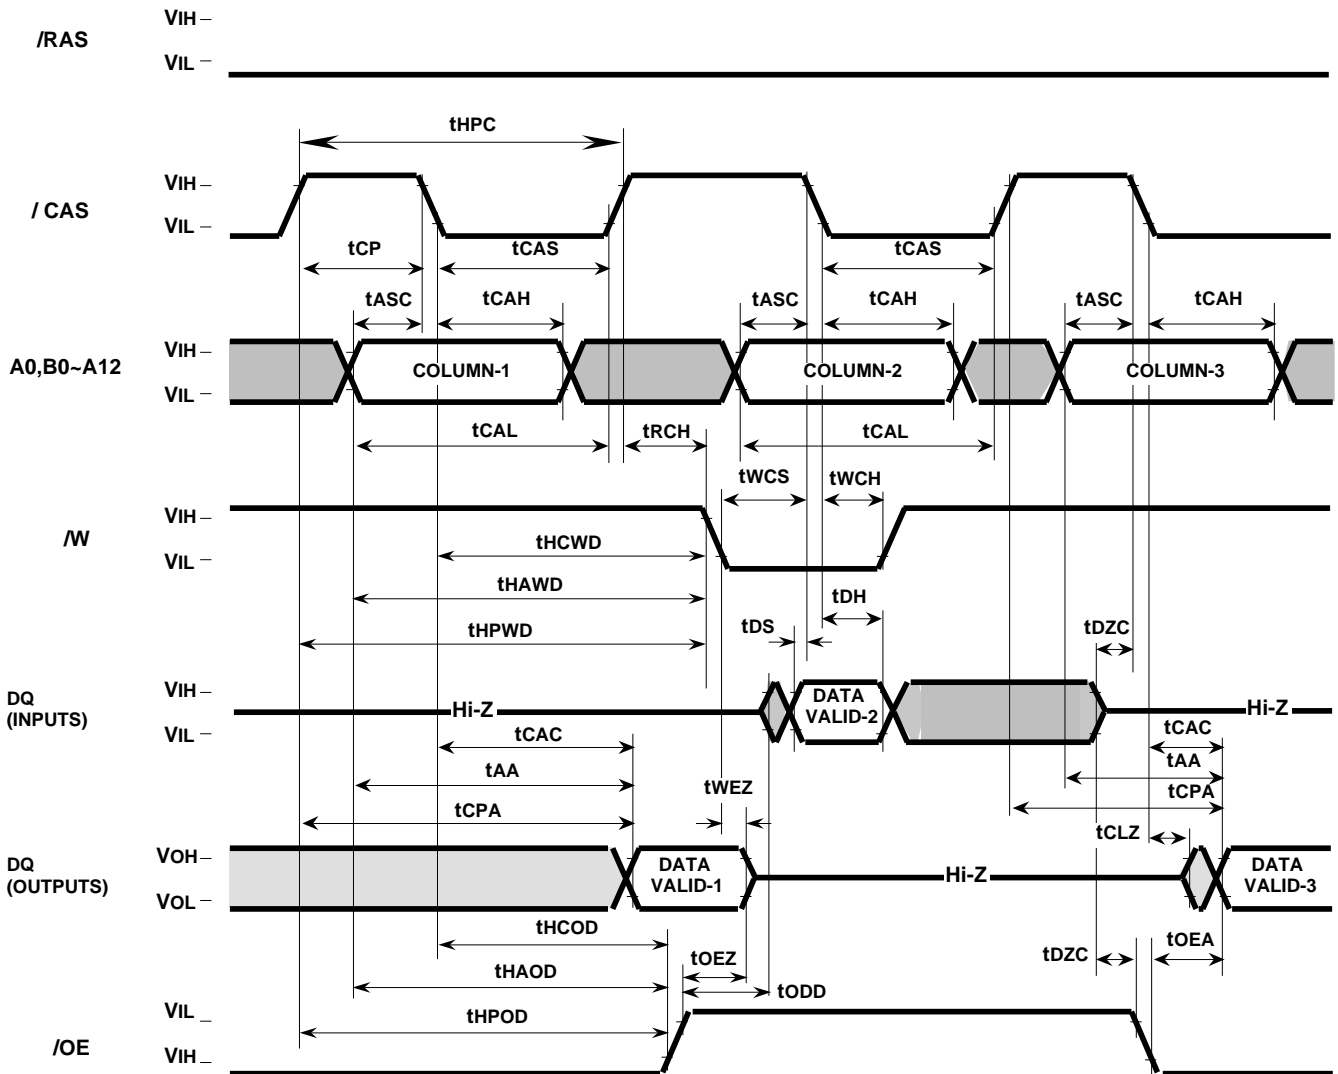 VIH
/RAS
VIL
tHPC
VIH
/ CAS
VIL
tCP
tCAS
tCAS
tASC
tCAH
tASC
tCAH
tASC
tCAH
VIH
A0,B0~A12
COLUMN-1
COLUMN-2
COLUMN-3
VIL
tCAL
tRCH
tCAL
tWCS
tWCH
VIH
/W
tHCWD
VIL
tHAWD
tDH
tHPWD
tDS
tDZC
DQ
(INPUTS)
VIH
Hi-Z
DATA
VALID-2
Hi-Z
VIL
tCAC
tCAC
tAA
tAA
tWEZ
tCPA
tCPA
tCLZ
DQ
(OUTPUTS)
VOH
DATA
VALID-1
Hi-Z
DATA
VALID-3
VOL
tHCOD
tOEZ
tDZC
tOEA
tHAOD
tODD
VIL
tHPOD
/OE
VIH